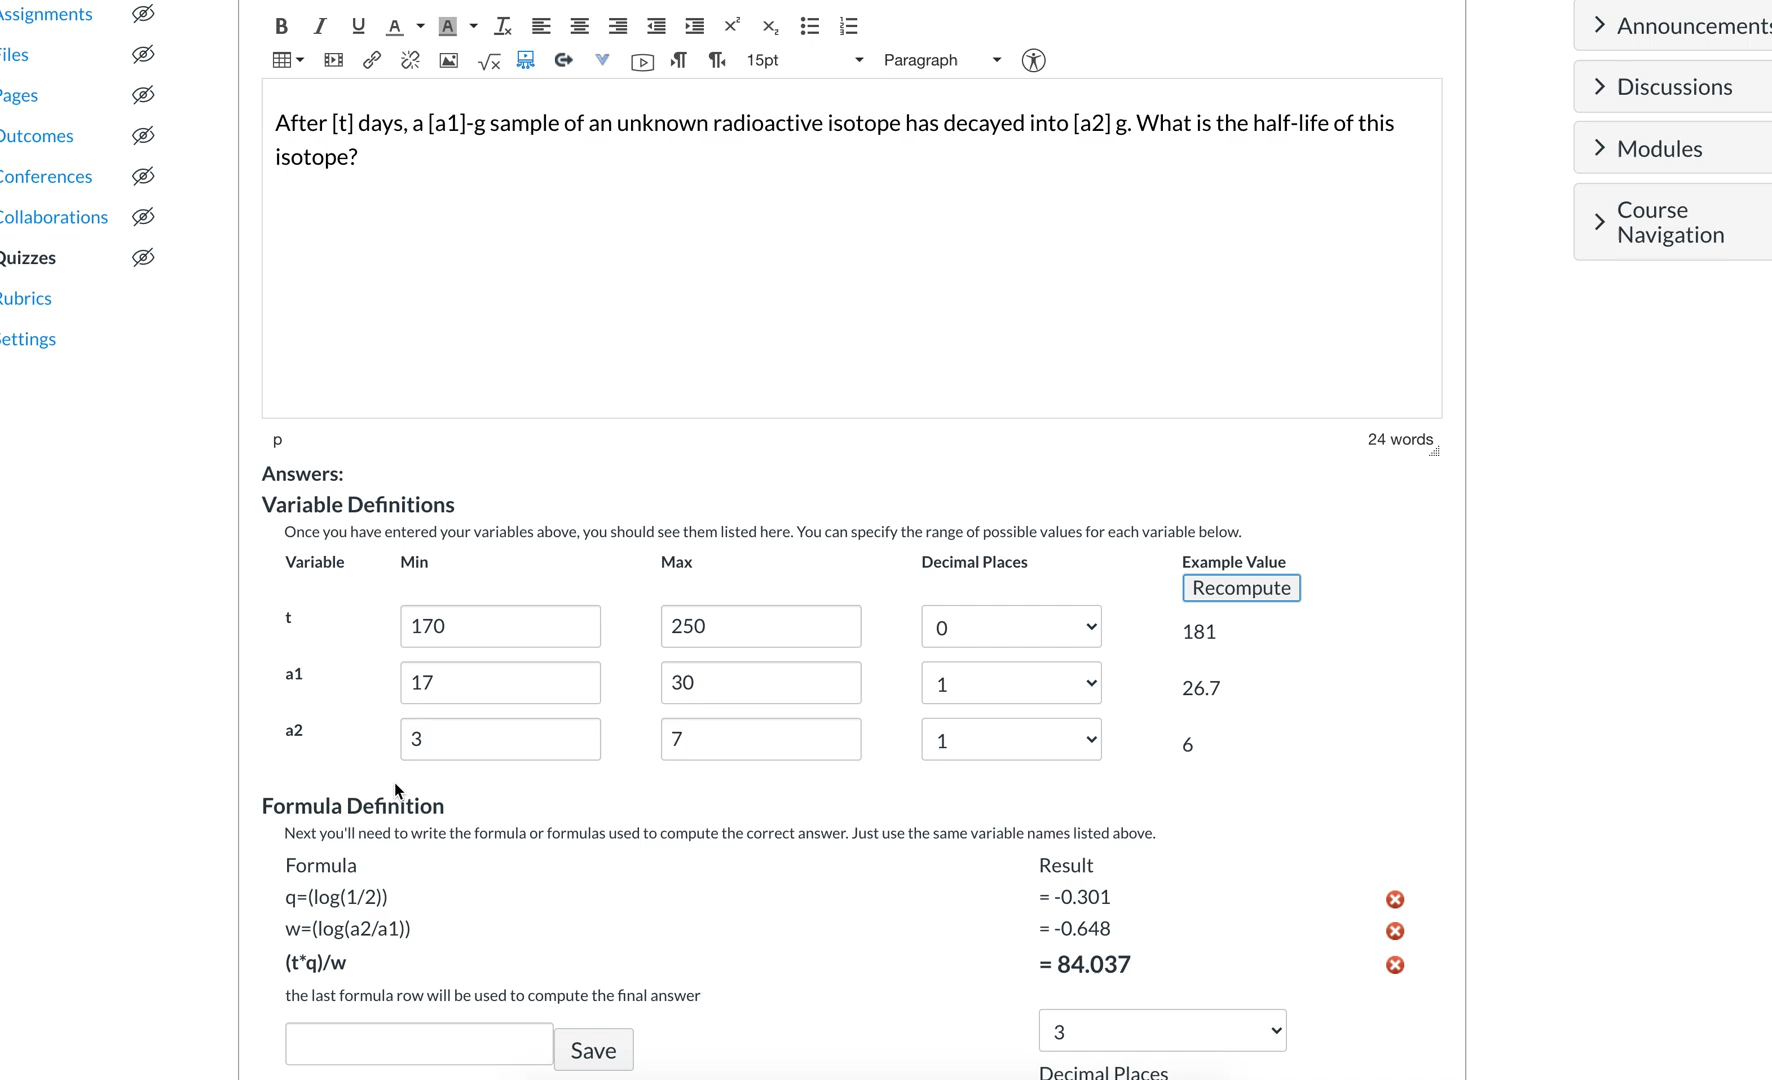 Assignments
Files
Pages
Outcomes
Conferences
Collaborations
Quizzes
Rubrics
Settings
15pt
Paragraph
After [t] days, a [a1]-g sample of an unknown radioactive isotope has decayed into [a2] g. What is the half-life of this
isotope?
p
24 words
Answers:
Variable Definitions
Once you have entered your variables above, you should see them listed here. You can specify the range of possible values for each variable below.
Variable Min Max Decimal Places Example Value
Recompute
t 170 250 0 181
a1 17 30 1 26.7
a2 3 7 1 6
Formula Definition
Next you'll need to write the formula or formulas used to compute the correct answer. Just use the same variable names listed above.
Formula Result
q=(log(1/2)) = -0.301
w=(log(a2/a1)) = -0.648
(t*q)/w = 84.037
the last formula row will be used to compute the final answer
Save
3
Decimal Places
Announcements
Discussions
Modules
Course
Navigation